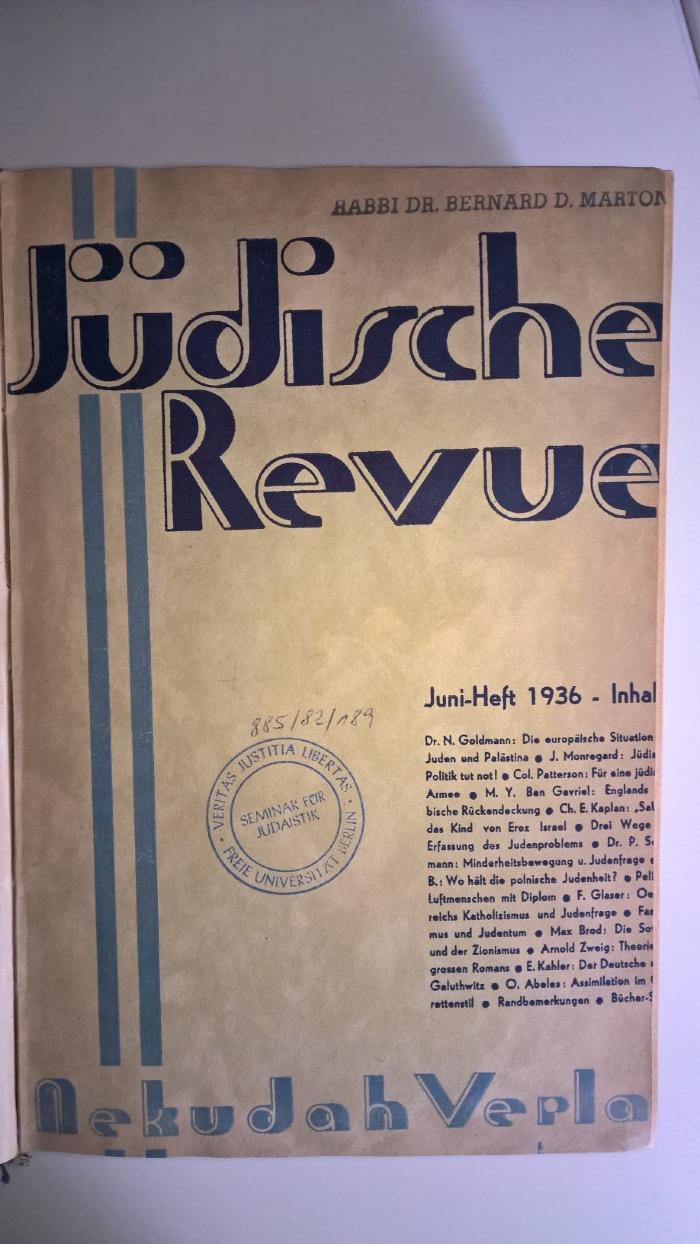 RABBI DR. BERNARD D. MARTON
Jüdische
Revue
Juni-Heft 1936 - Inhal
Dr. N. Goldmann: Die europäische Situation
Juden und Palästina ● J. Monregard: Jüdis
Politik tut not! ● Col. Patterson: Für eine jüdi
Armee ● M. Y. Ben Gavriel: Englands
bische Rückendeckung ● Ch. E. Kaplan: „Sab
das Kind von Erez Israel ● Drei Wege
Erfassung des Judenproblems ● Dr. P. S
mann: Minderheitsbewegung u. Judenfrage ●
B.: Wo hält die polnische Judenheit? ● Peli
Luftmenschen mit Diplom ● F. Glaser: Oe
reichs Katholizismus und Judenfrage ● Fas
mus und Judentum ● Max Brod: Die So
und der Zionismus ● Arnold Zweig: Theorie
grossen Romans ● E. Kahler: Der Deutsche
Galuthwitz ● O. Abeles: Assimilation im
rettenstil ● Randbemerkungen ● Bücher-S
885/82/189
VERITAS JUSTITIA LIBERTAS
SEMINAR FÜR
JUDAISTIK
FREIE UNIVERSITÄT BERLIN
Nekudah Verla